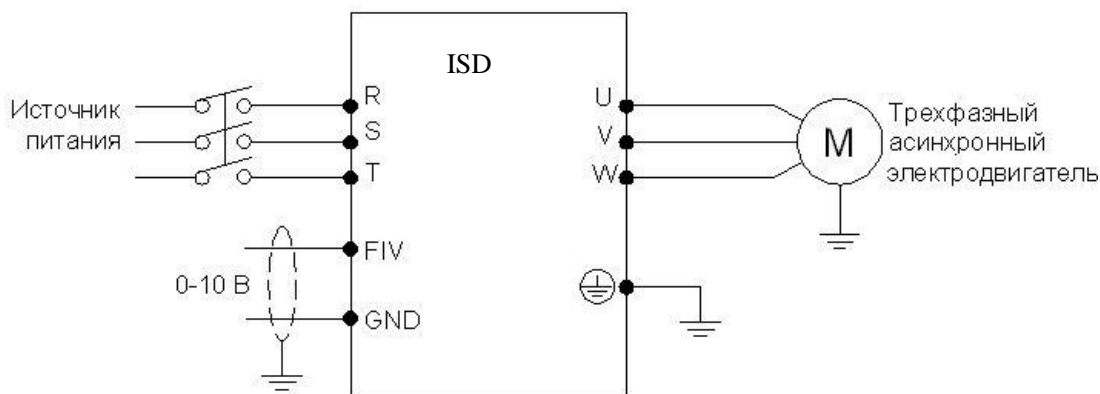 ISD
Источник
питания
R
S
T
FIV
0-10 В
GND
U
V
W
M
Трехфазный
асинхронный
электродвигатель